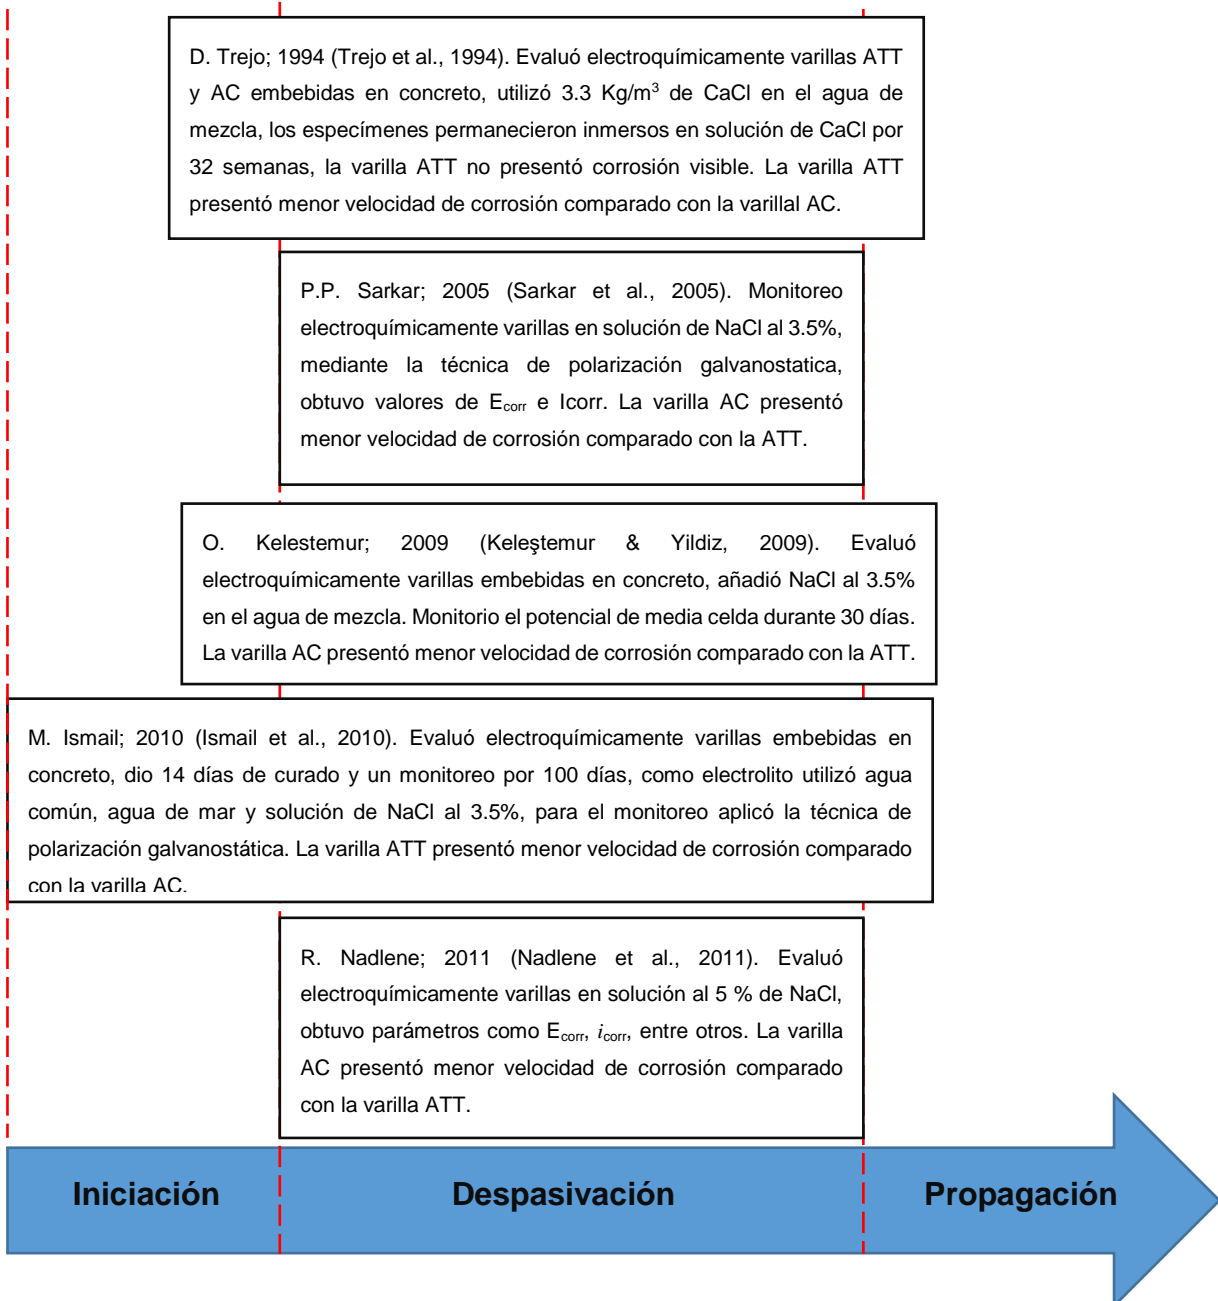 D. Trejo; 1994 (Trejo et al., 1994). Evaluó electroquímicamente varillas ATT
y AC embebidas en concreto, utilizó 3.3 Kg/m³ de CaCl en el agua de
mezcla, los especímenes permanecieron inmersos en solución de CaCl por
32 semanas, la varilla ATT no presentó corrosión visible. La varilla ATT
presentó menor velocidad de corrosión comparado con la varillaI AC.
P.P. Sarkar; 2005 (Sarkar et al., 2005). Monitoreo
electroquímicamente varillas en solución de NaCl al 3.5%,
mediante la técnica de polarización galvanostatica,
obtuvo valores de Ecorr e Icorr. La varilla AC presentó
menor velocidad de corrosión comparado con la ATT.
O. Kelestemur; 2009 (Keleştemur & Yildiz, 2009). Evaluó
electroquímicamente varillas embebidas en concreto, añadió NaCl al 3.5%
en el agua de mezcla. Monitorio el potencial de media celda durante 30 días.
La varilla AC presentó menor velocidad de corrosión comparado con la ATT.
M. Ismail; 2010 (Ismail et al., 2010). Evaluó electroquímicamente varillas embebidas en
concreto, dio 14 días de curado y un monitoreo por 100 días, como electrolito utilizó agua
común, agua de mar y solución de NaCl al 3.5%, para el monitoreo aplicó la técnica de
polarización galvanostática. La varilla ATT presentó menor velocidad de corrosión comparado
con la varilla AC.
R. Nadlene; 2011 (Nadlene et al., 2011). Evaluó
electroquímicamente varillas en solución al 5 % de NaCl,
obtuvo parámetros como Ecorr, icorr, entre otros. La varilla
AC presentó menor velocidad de corrosión comparado
con la varilla ATT.
Iniciación Despasivación Propagación